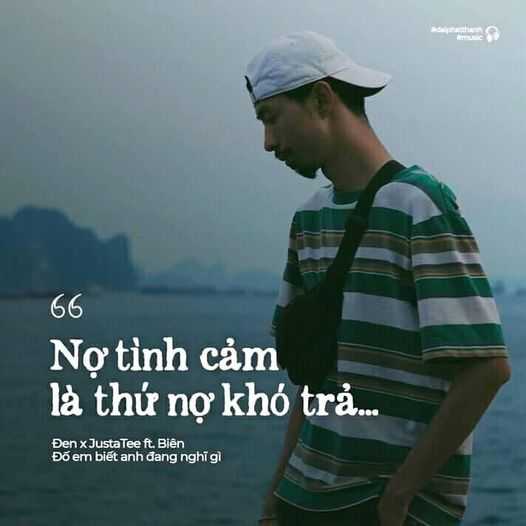 #daiphatthanh
#music
Nợ tình cảm
là thứ nợ khó trả...
Đen x JustaTee ft. Biên
Đố em biết anh đang nghĩ gì